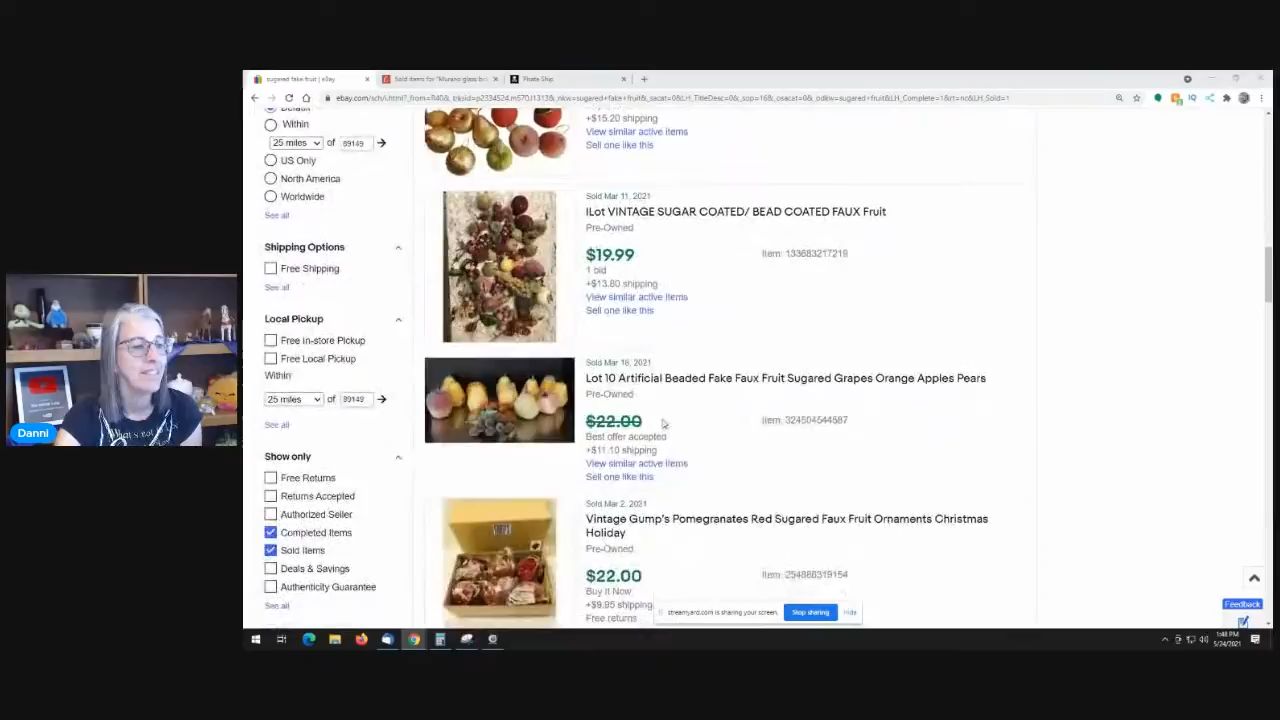 sugared fake fruit | eBay
Sold items for "Murano glass
Pirate Ship
Default
Within
25 miles of 89149
US Only
North America
Worldwide
See all
Shipping Options
Free Shipping
See all
Local Pickup
Free in-store Pickup
Free Local Pickup
Within
25 miles of 89149
See all
Show only
Free Returns
Returns Accepted
Authorized Seller
Completed Items
Sold Items
Deals & Savings
Authenticity Guarantee
See all
+$15.20 shipping
View similar active items
Sell one like this
Sold Mar 11, 2021
lLot VINTAGE SUGAR COATED/ BEAD COATED FAUX Fruit
Pre-Owned
$19.99
Item: 133683217219
1 bid
+$13.80 shipping
View similar active items
Sell one like this
Sold Mar 16, 2021
Lot 10 Artificial Beaded Fake Faux Fruit Sugared Grapes Orange Apples Pears
Pre-Owned
$22.00
Item: 324504544587
Best offer accepted
+$11.10 shipping
View similar active items
Sell one like this
Sold Mar 2, 2021
Vintage Gump's Pomegranates Red Sugared Faux Fruit Ornaments Christmas
Holiday
Pre-Owned
$22.00
Item: 254888319154
Buy It Now
+$9.95 shipping
Free returns
streamyard.com is sharing your screen.
Stop sharing
Hide
Feedback
1:48 PM
5/24/2021
Danni